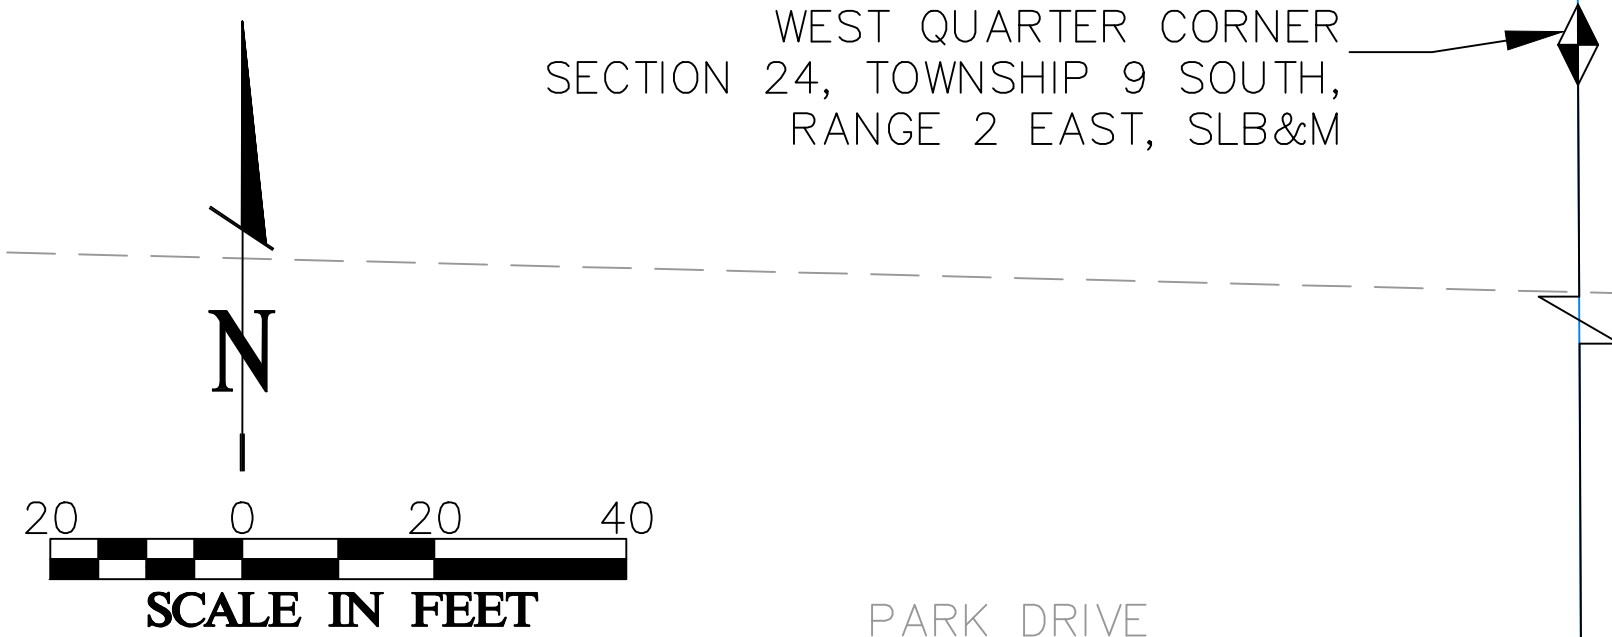 WEST QUARTER CORNER
SECTION 24, TOWNSHIP 9 SOUTH,
RANGE 2 EAST, SLB&M
N
20 0 20 40
SCALE IN FEET
PARK DRIVE